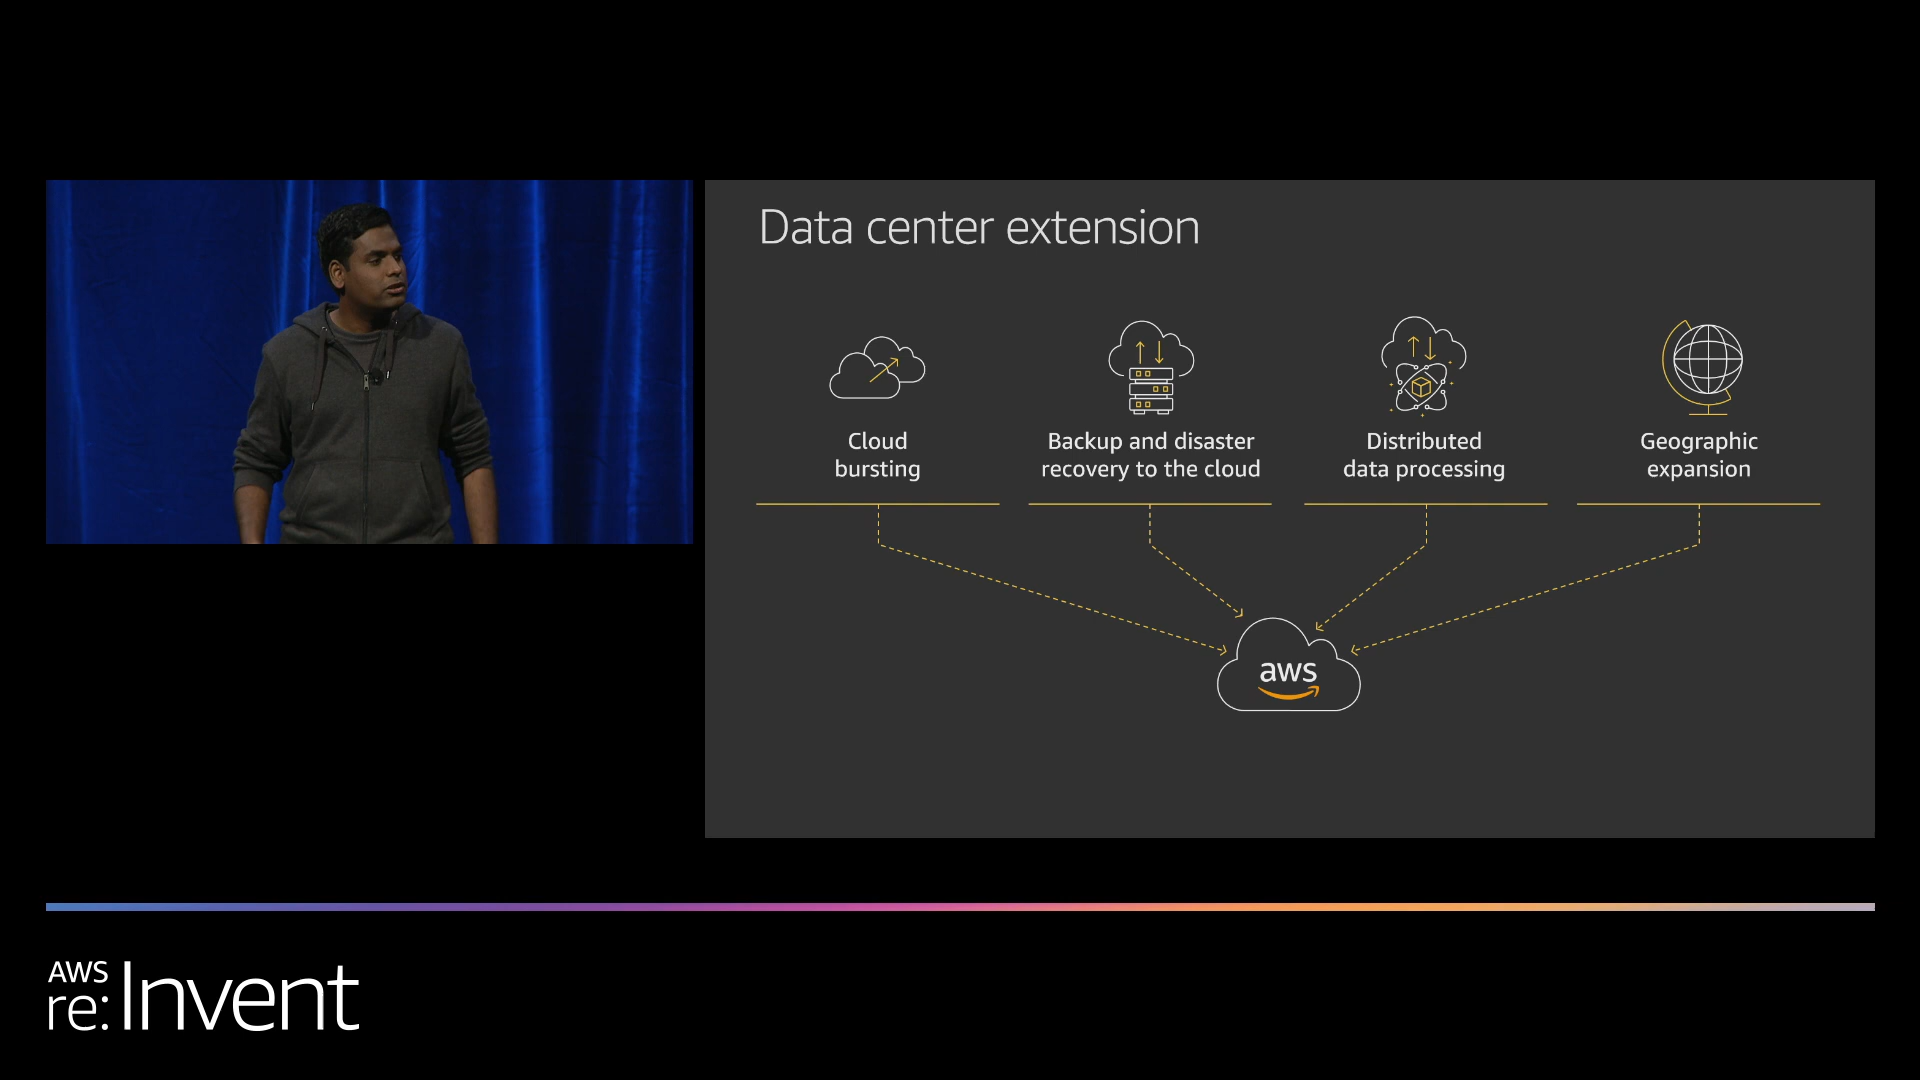 Data center extension
Cloud
bursting
Backup and disaster
recovery to the cloud
Distributed
data processing
Geographic
expansion
aws
AWS
re:Invent